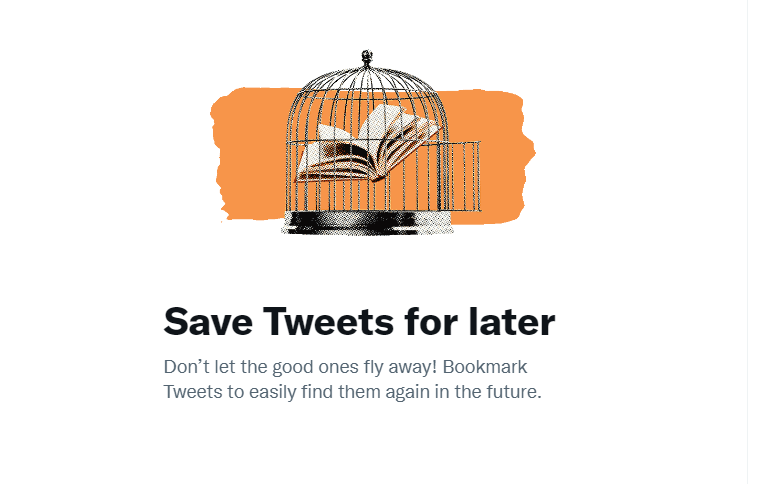 Save Tweets for later
Don’t let the good ones fly away! Bookmark
Tweets to easily find them again in the future.